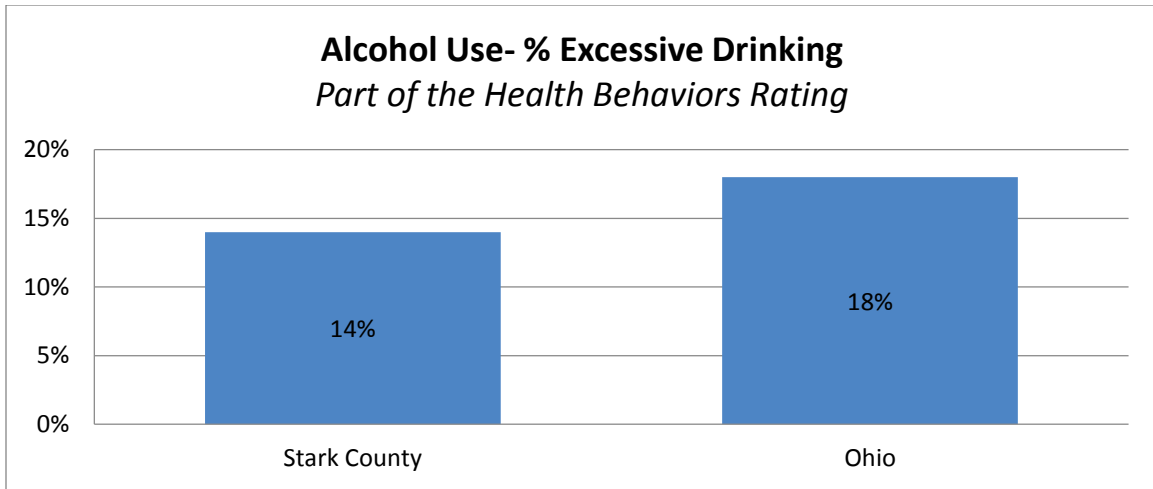 Alcohol Use- % Excessive Drinking
Part of the Health Behaviors Rating
20%
15%
10%
5%
0%
14%
18%
Stark County
Ohio